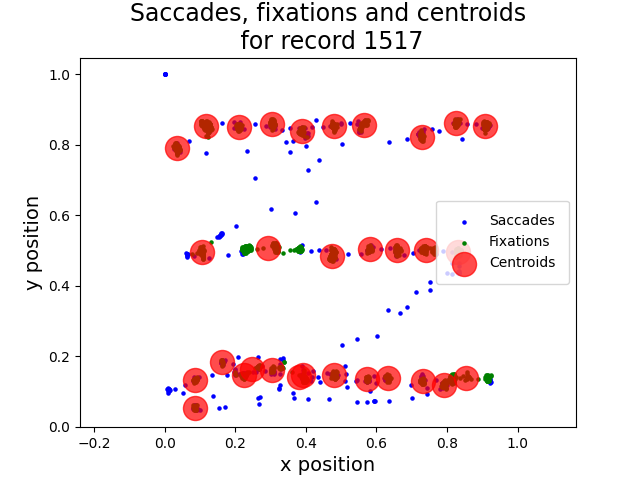 Saccades, fixations and centroids
for record 1517
1.0
0.8
0.6
0.4
0.2
0.0
y position
Saccades
Fixations
Centroids
−0.2
0.0
0.2
0.4
0.6
0.8
1.0
x position